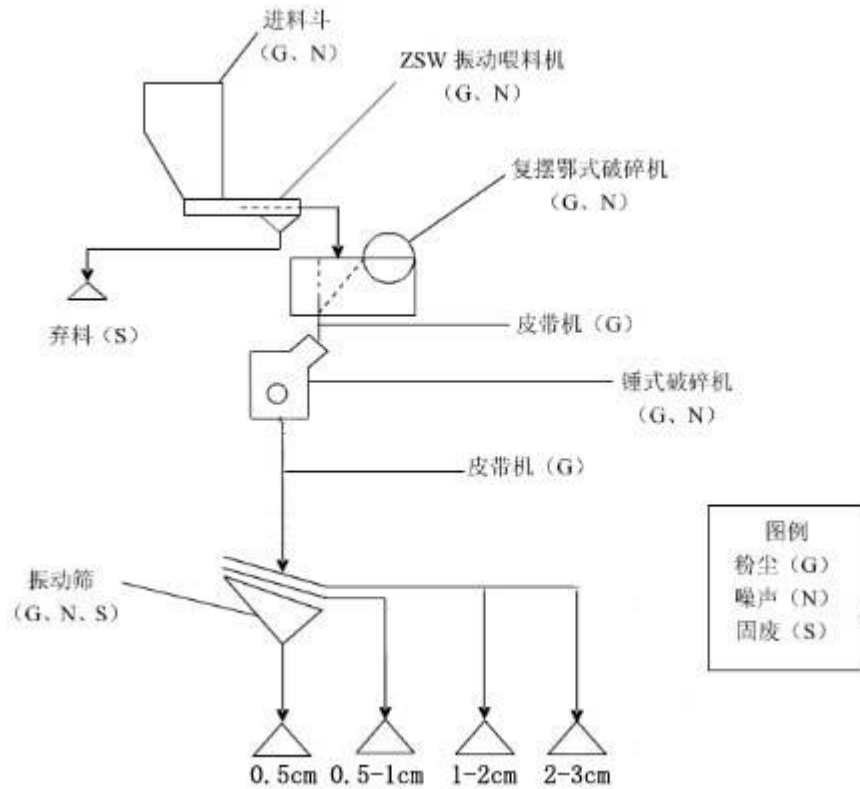 进料斗
（G、N）
ZSW 振动喂料机
（G、N）
复摆鄂式破碎机
（G、N）
弃料（S）
皮带机（G）
锤式破碎机
（G、N）
皮带机（G）
振动筛
（G、N、S）
图例
粉尘（G）
噪声（N）
固废（S）
0.5cm
0.5-1cm
1-2cm
2-3cm